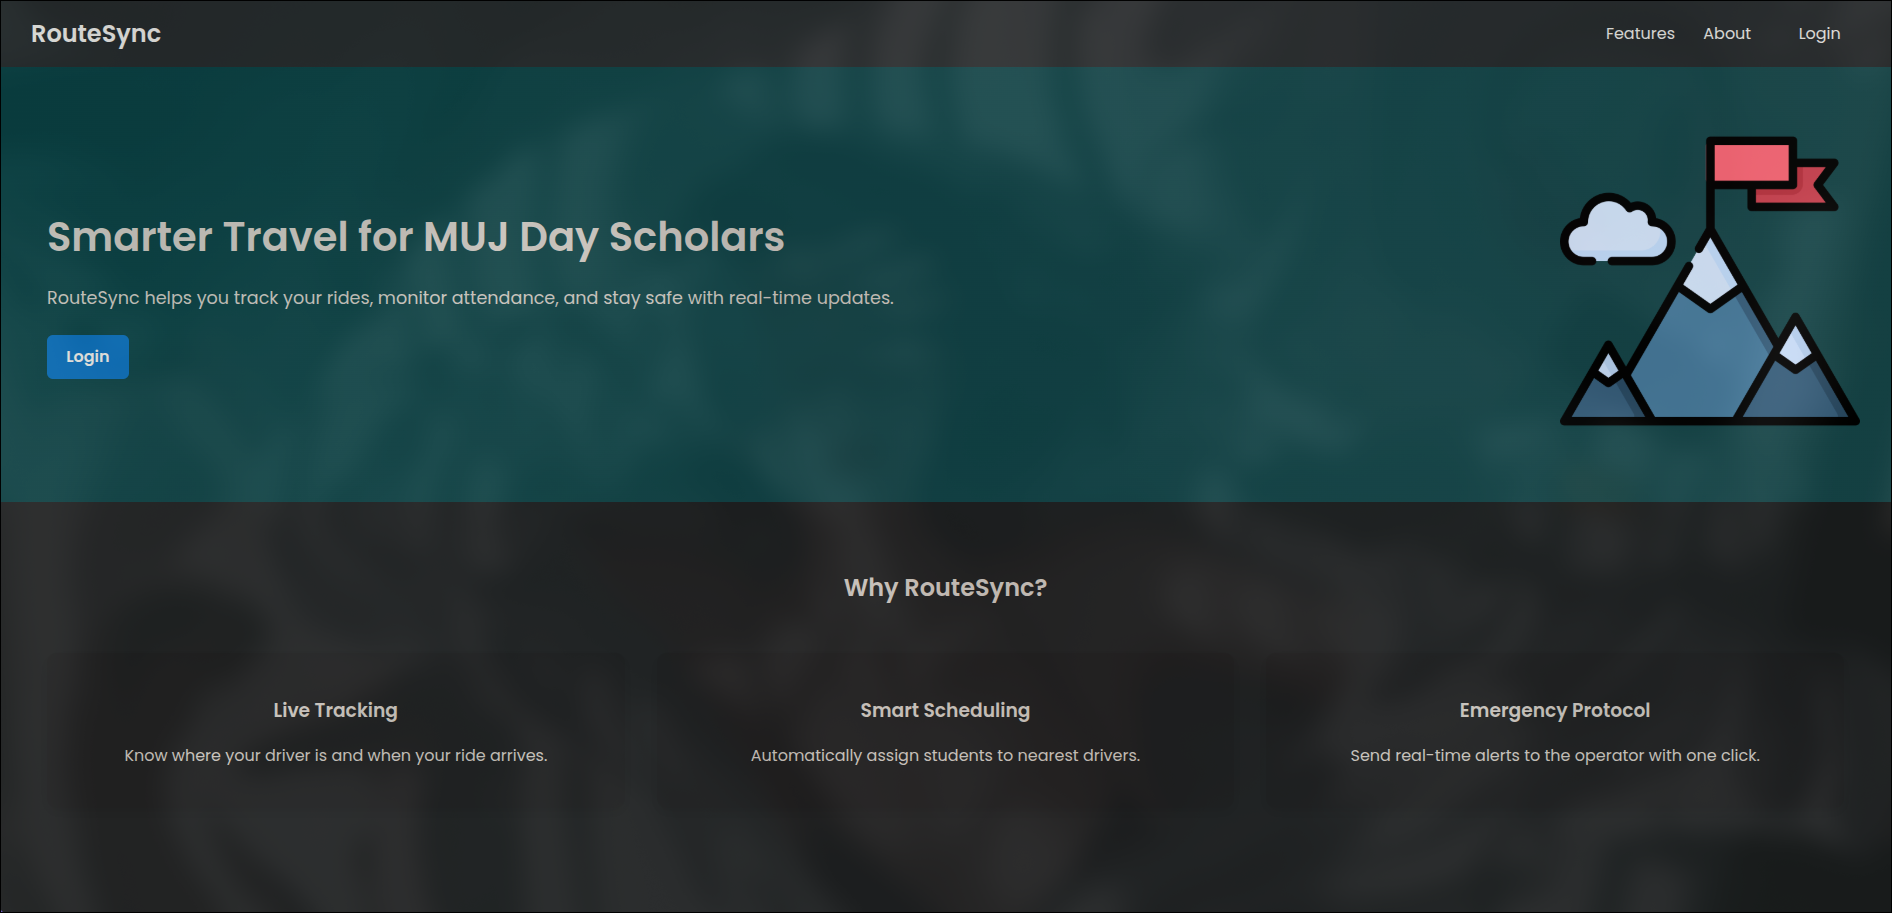 RouteSync
Features About Login
Smarter Travel for MUJ Day Scholars
RouteSync helps you track your rides, monitor attendance, and stay safe with real-time updates.
Login
Why RouteSync?
Live Tracking
Know where your driver is and when your ride arrives.
Smart Scheduling
Automatically assign students to nearest drivers.
Emergency Protocol
Send real-time alerts to the operator with one click.